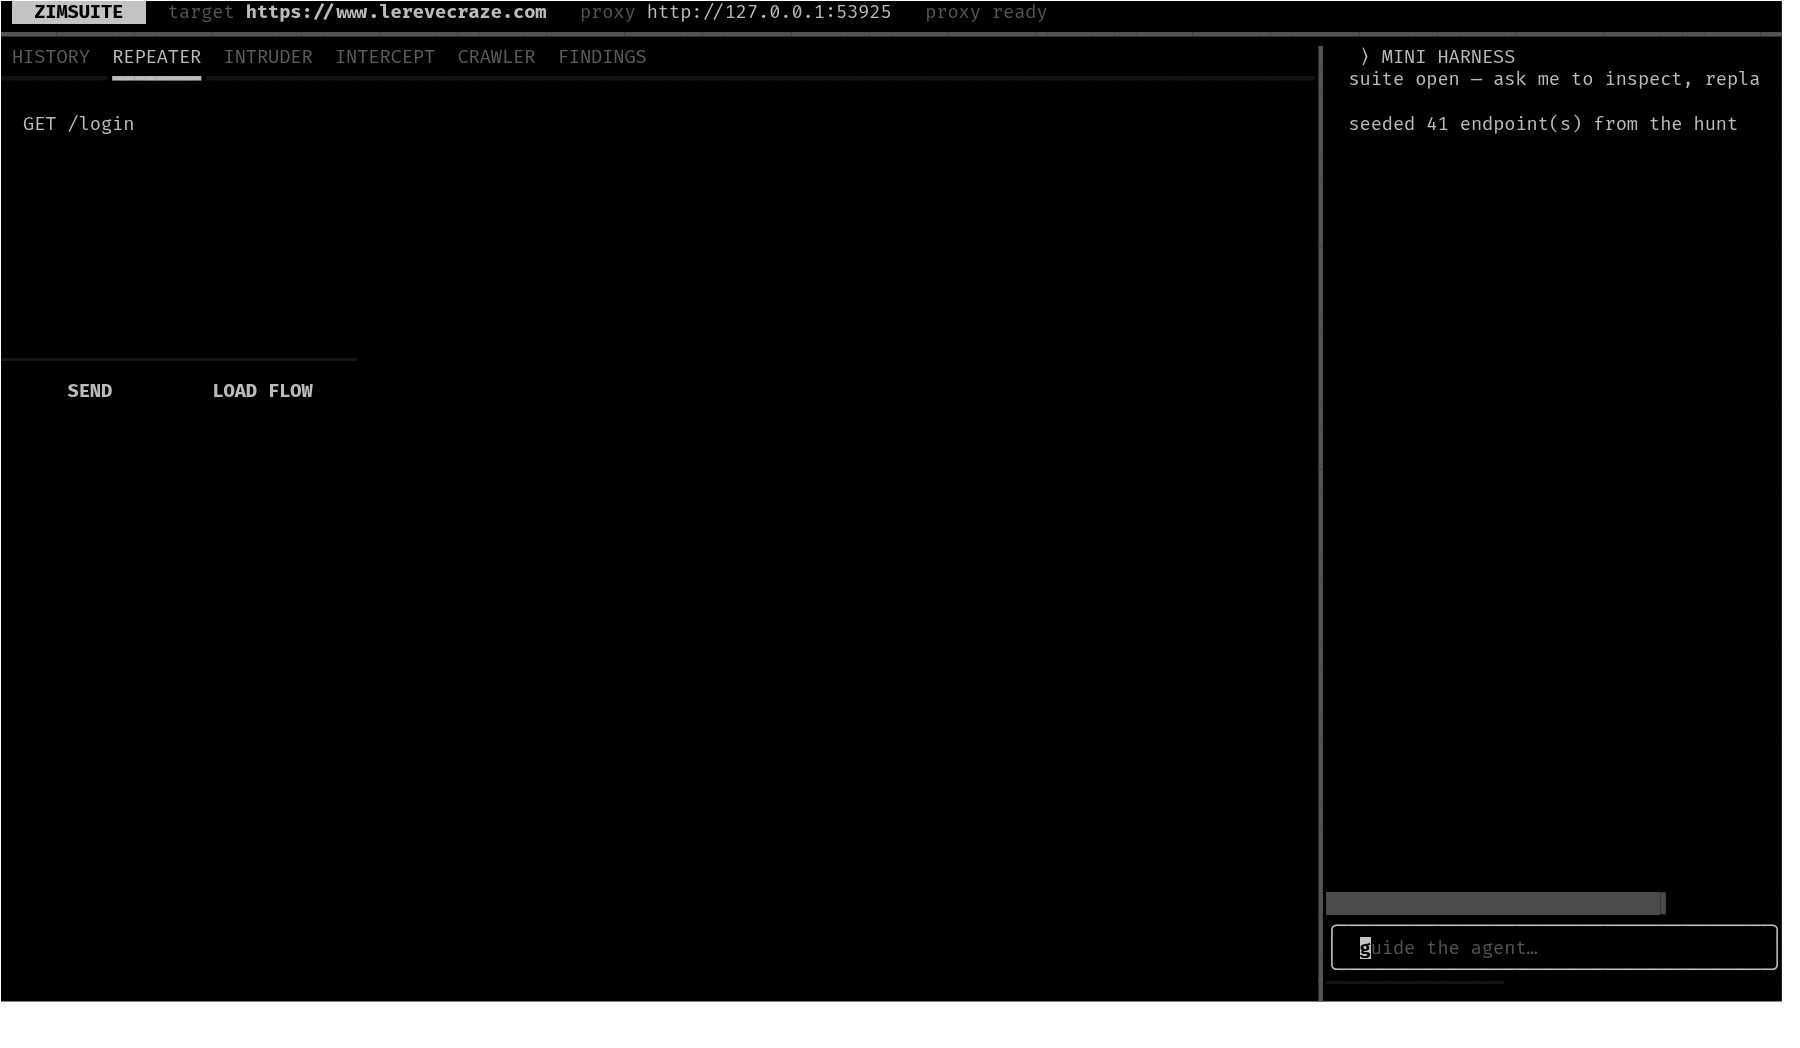 ZIMSUITE target https://www.lerevecraze.com proxy http://127.0.0.1:53925 proxy ready
HISTORY REPEATER INTRUDER INTERCEPT CRAWLER FINDINGS
GET /login
SEND LOAD FLOW
⟩ MINI HARNESS
suite open — ask me to inspect, repla
seeded 41 endpoint(s) from the hunt
guide the agent…